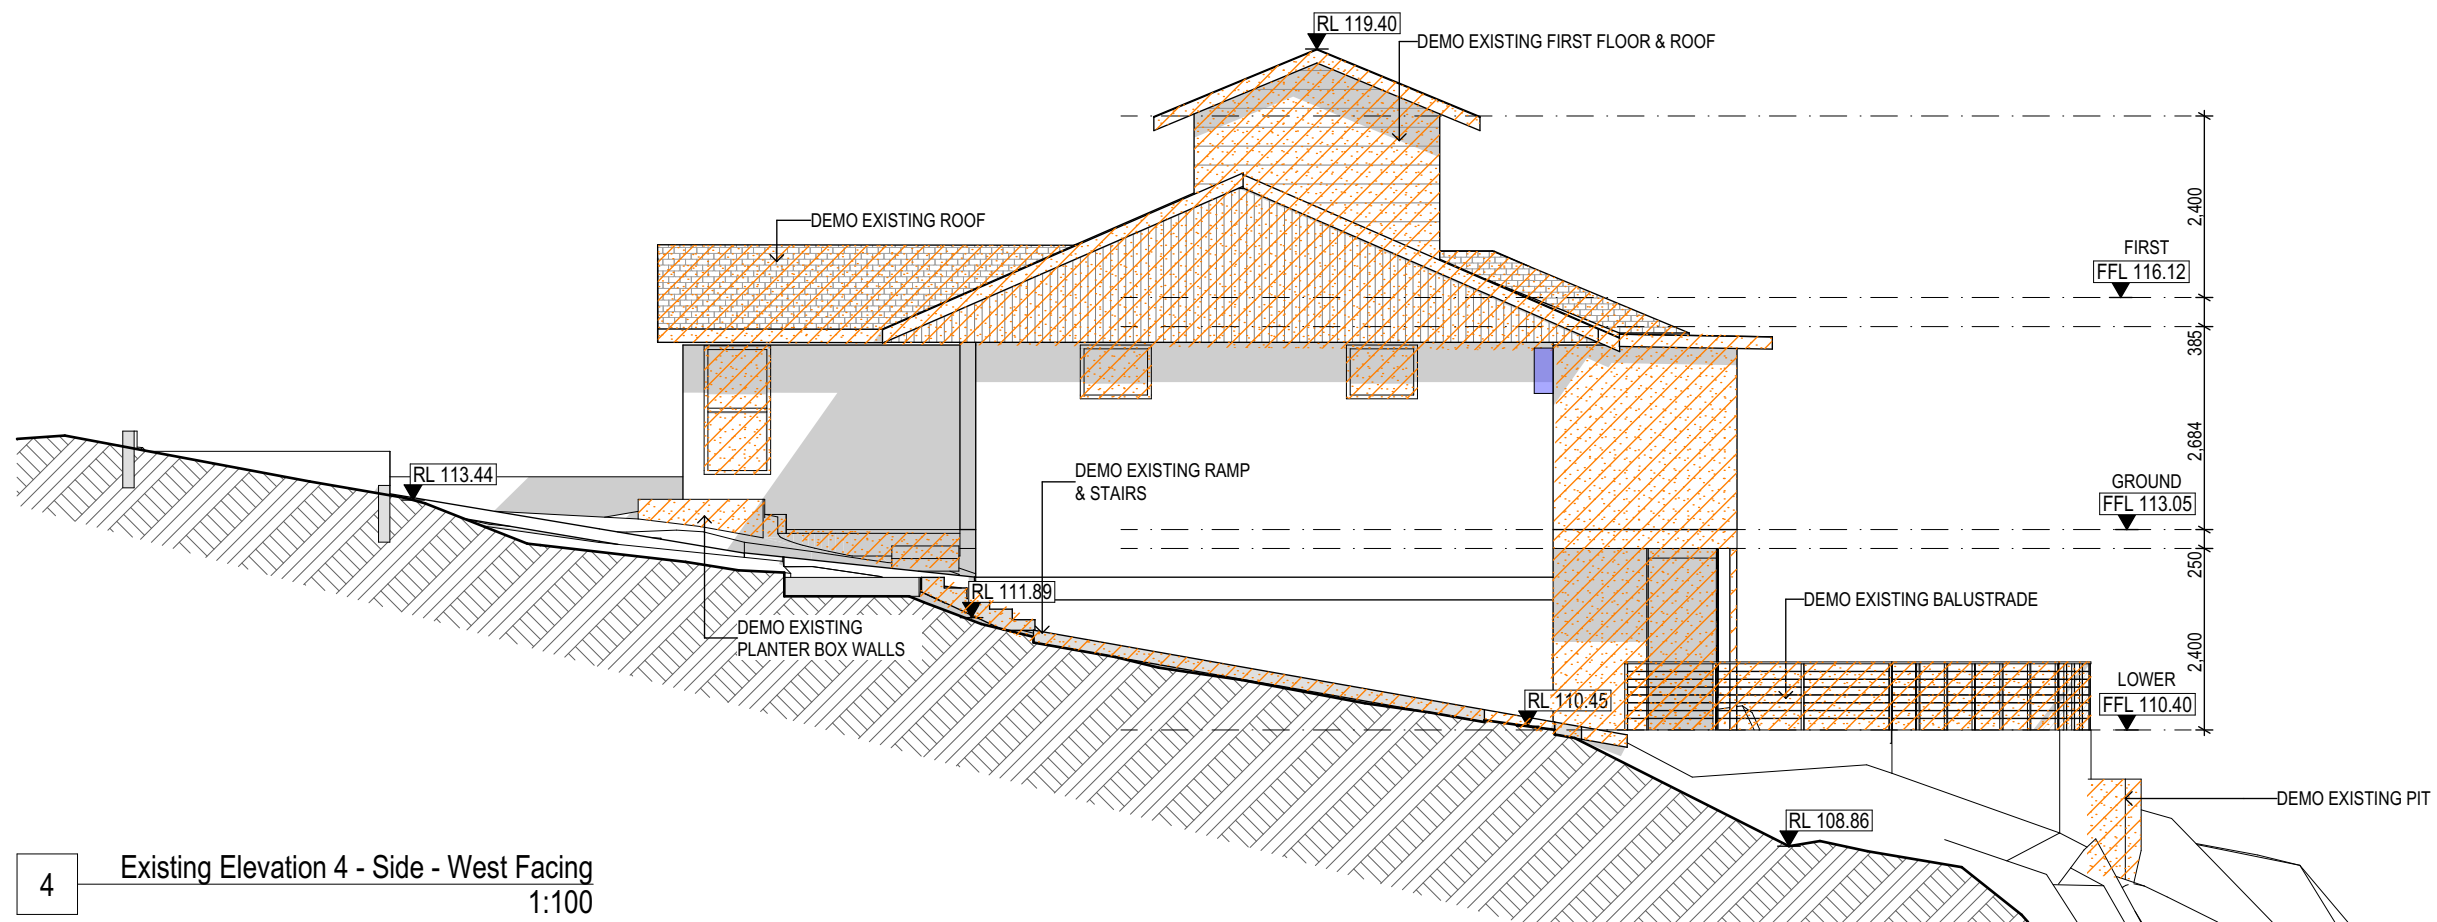 RL 119.40
DEMO EXISTING FIRST FLOOR & ROOF
DEMO EXISTING ROOF
2,400
FIRST
FFL 116.12
385
2,684
RL 113.44
DEMO EXISTING RAMP
& STAIRS
GROUND
FFL 113.05
250
RL 111.89
DEMO EXISTING
PLANTER BOX WALLS
DEMO EXISTING BALUSTRADE
2,400
LOWER
FFL 110.40
RL 110.45
DEMO EXISTING PIT
RL 108.86
4
Existing Elevation 4 - Side - West Facing
1:100